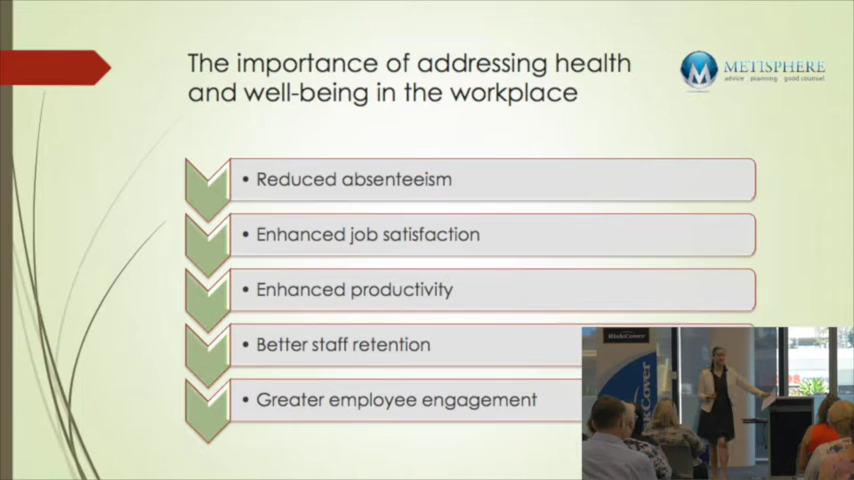 The importance of addressing health
and well-being in the workplace
METISPHERE
advice . planning . good counsel
• Reduced absenteeism
• Enhanced job satisfaction
• Enhanced productivity
• Better staff retention
• Greater employee engagement
RiskCover